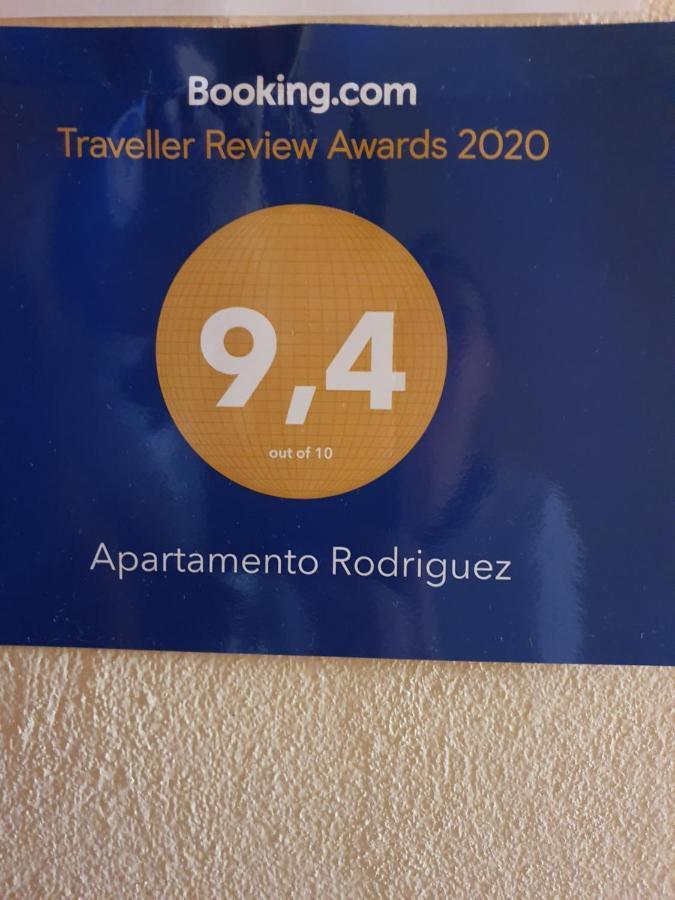 Booking.com
Traveller Review Awards 2020
9,4
out of 10
Apartamento Rodriguez